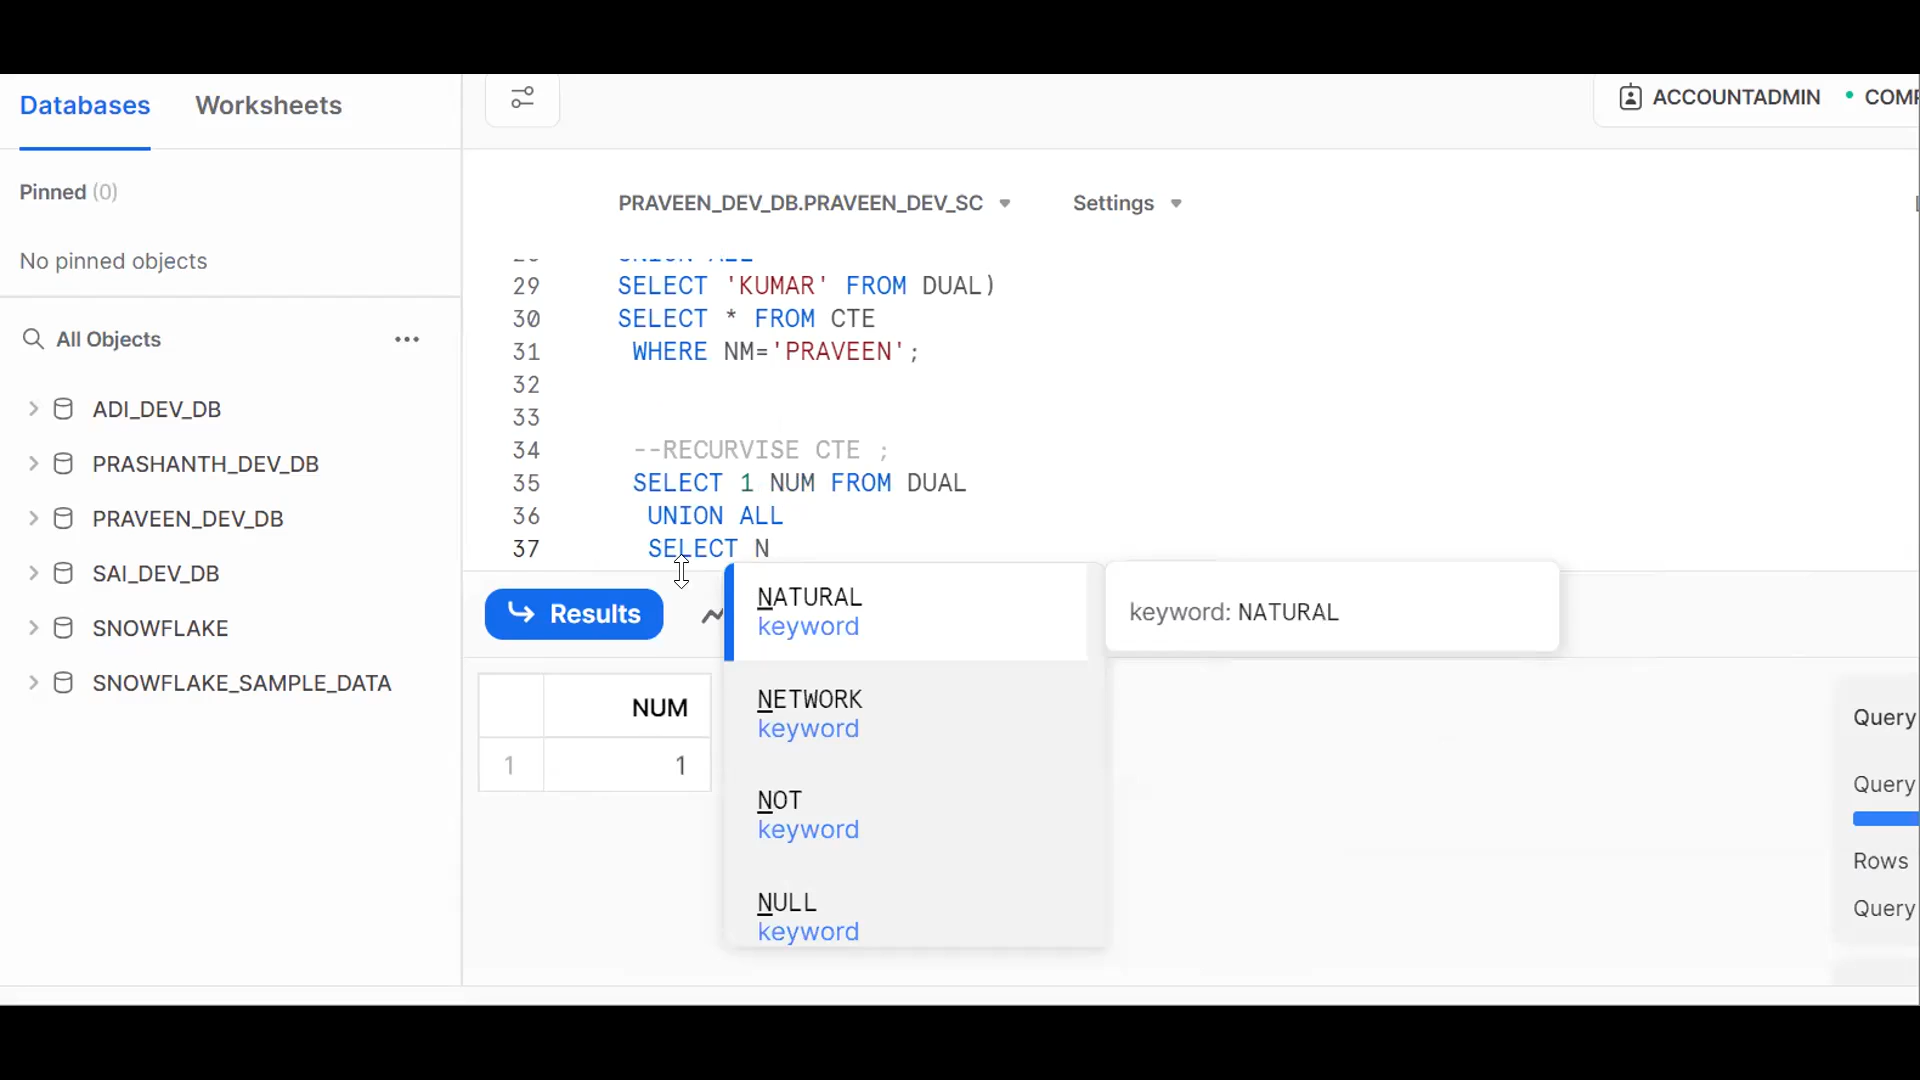 Databases
Worksheets
ACCOUNTADMIN
Pinned (0)
PRAVEEN_DEV_DB.PRAVEEN_DEV_SC
Settings
No pinned objects
29 SELECT 'KUMAR' FROM DUAL)
30 SELECT * FROM CTE
31 WHERE NM='PRAVEEN';
32
33
34 --RECURVISE CTE ;
35 SELECT 1 NUM FROM DUAL
36 UNION ALL
37 SELECT N
All Objects
ADI_DEV_DB
PRASHANTH_DEV_DB
PRAVEEN_DEV_DB
SAI_DEV_DB
SNOWFLAKE
SNOWFLAKE_SAMPLE_DATA
Results
NATURAL
keyword
keyword: NATURAL
NETWORK
keyword
NOT
keyword
NULL
keyword
NUM
1 1
Query
Query
Rows
Query